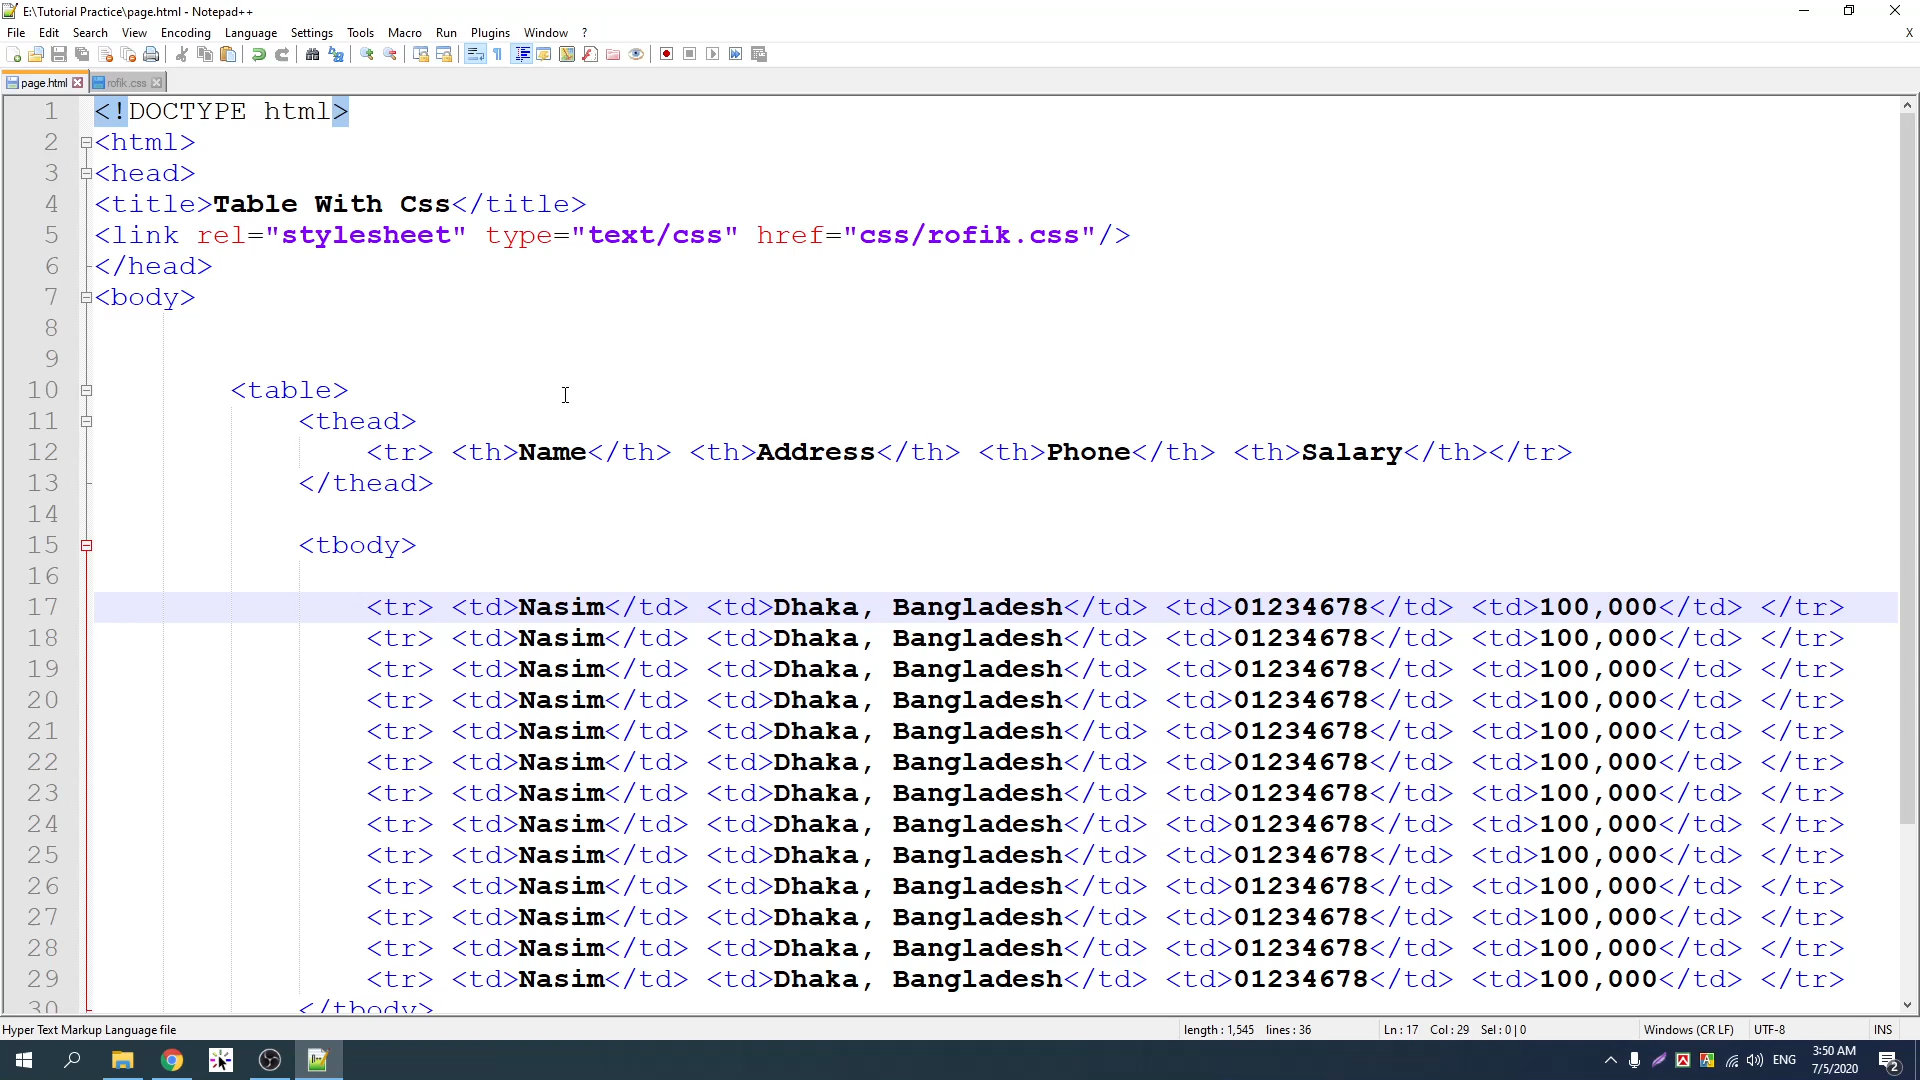 E:\Tutorial Practice\page.html - Notepad++
File Edit Search View Encoding Language Settings Tools Macro Run Plugins Window ? X
page.html rofik.css
1 <!DOCTYPE html>
2 <html>
3 <head>
4 <title>Table With Css</title>
5 <link rel="stylesheet" type="text/css" href="css/rofik.css"/>
6 </head>
7 <body>
8
9
10 <table>
11 <thead>
12 <tr> <th>Name</th> <th>Address</th> <th>Phone</th> <th>Salary</th></tr>
13 </thead>
14
15 <tbody>
16
17 <tr> <td>Nasim</td> <td>Dhaka, Bangladesh</td> <td>01234678</td> <td>100,000</td> </tr>
18 <tr> <td>Nasim</td> <td>Dhaka, Bangladesh</td> <td>01234678</td> <td>100,000</td> </tr>
19 <tr> <td>Nasim</td> <td>Dhaka, Bangladesh</td> <td>01234678</td> <td>100,000</td> </tr>
20 <tr> <td>Nasim</td> <td>Dhaka, Bangladesh</td> <td>01234678</td> <td>100,000</td> </tr>
21 <tr> <td>Nasim</td> <td>Dhaka, Bangladesh</td> <td>01234678</td> <td>100,000</td> </tr>
22 <tr> <td>Nasim</td> <td>Dhaka, Bangladesh</td> <td>01234678</td> <td>100,000</td> </tr>
23 <tr> <td>Nasim</td> <td>Dhaka, Bangladesh</td> <td>01234678</td> <td>100,000</td> </tr>
24 <tr> <td>Nasim</td> <td>Dhaka, Bangladesh</td> <td>01234678</td> <td>100,000</td> </tr>
25 <tr> <td>Nasim</td> <td>Dhaka, Bangladesh</td> <td>01234678</td> <td>100,000</td> </tr>
26 <tr> <td>Nasim</td> <td>Dhaka, Bangladesh</td> <td>01234678</td> <td>100,000</td> </tr>
27 <tr> <td>Nasim</td> <td>Dhaka, Bangladesh</td> <td>01234678</td> <td>100,000</td> </tr>
28 <tr> <td>Nasim</td> <td>Dhaka, Bangladesh</td> <td>01234678</td> <td>100,000</td> </tr>
29 <tr> <td>Nasim</td> <td>Dhaka, Bangladesh</td> <td>01234678</td> <td>100,000</td> </tr>
30 </tbody>
Hyper Text Markup Language file length : 1,545 lines : 36 Ln : 17 Col : 29 Sel : 0 | 0 Windows (CR LF) UTF-8 INS
ENG 3:50 AM
7/5/2020 2